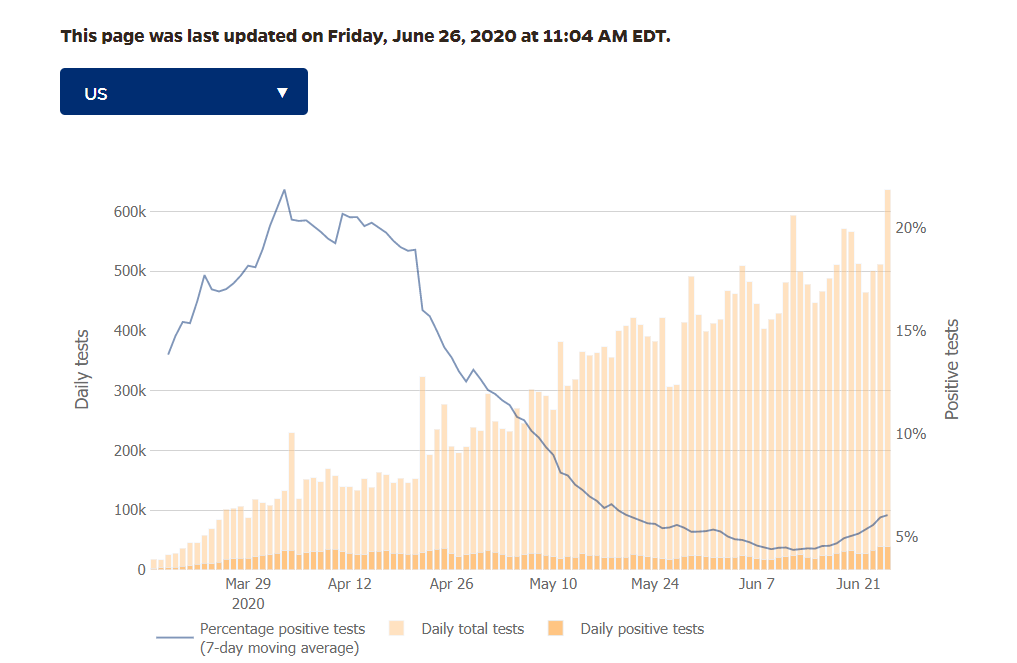 This page was last updated on Friday, June 26, 2020 at 11:04 AM EDT.
US
600k
500k
400k
300k
200k
100k
0
Daily tests
20%
15%
10%
5%
Positive tests
Mar 29 Apr 12 Apr 26 May 10 May 24 Jun 7 Jun 21
2020
Percentage positive tests Daily total tests Daily positive tests
(7-day moving average)